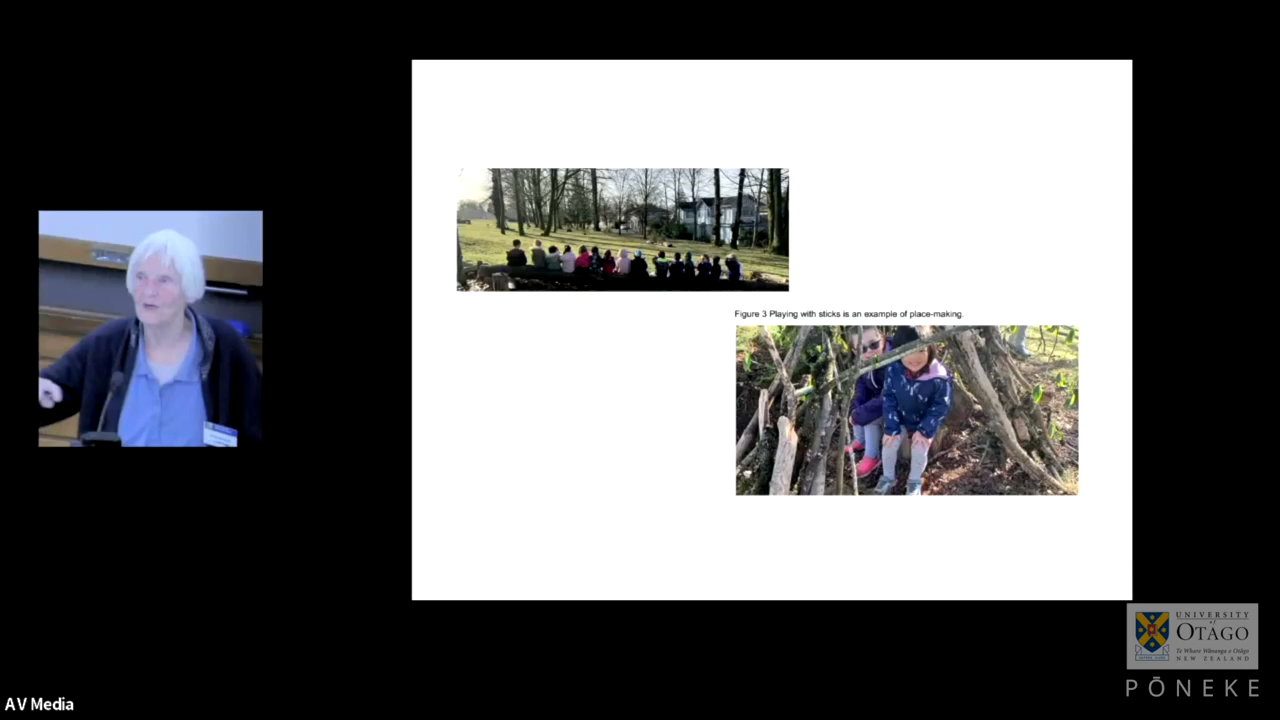 Figure 3 Playing with sticks is an example of place-making.
UNIVERSITY
of
OTAGO
Te Whare Wānanga o Otāgo
NEW ZEALAND
PŌNEKE
AV Media